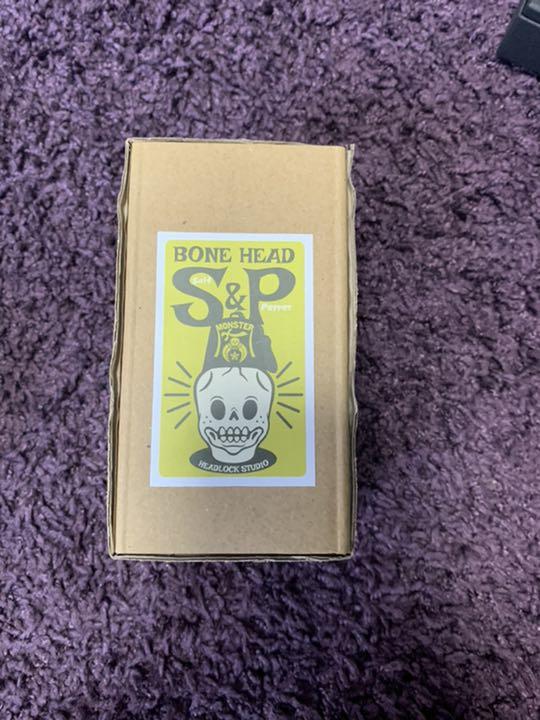 BONE HEAD
S&P
Salt
Pepper
MONSTER
HEADLOCK STUDIO